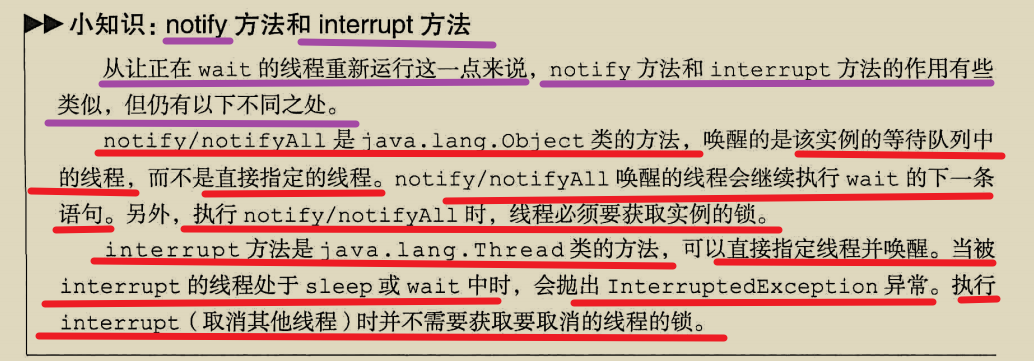 ▶▶ 小知识：notify 方法和 interrupt 方法
从让正在 wait 的线程重新运行这一点来说，notify 方法和 interrupt 方法的作用有些
类似，但仍有以下不同之处。
notify/notifyAll 是 java.lang.Object 类的方法，唤醒的是该实例的等待队列中
的线程，而不是直接指定的线程。notify/notifyAll 唤醒的线程会继续执行 wait 的下一条
语句。另外，执行 notify/notifyAll 时，线程必须要获取实例的锁。
interrupt 方法是 java.lang.Thread 类的方法，可以直接指定线程并唤醒。当被
interrupt 的线程处于 sleep 或 wait 中时，会抛出 InterruptedException 异常。执行
interrupt（取消其他线程）时并不需要获取要取消的线程的锁。